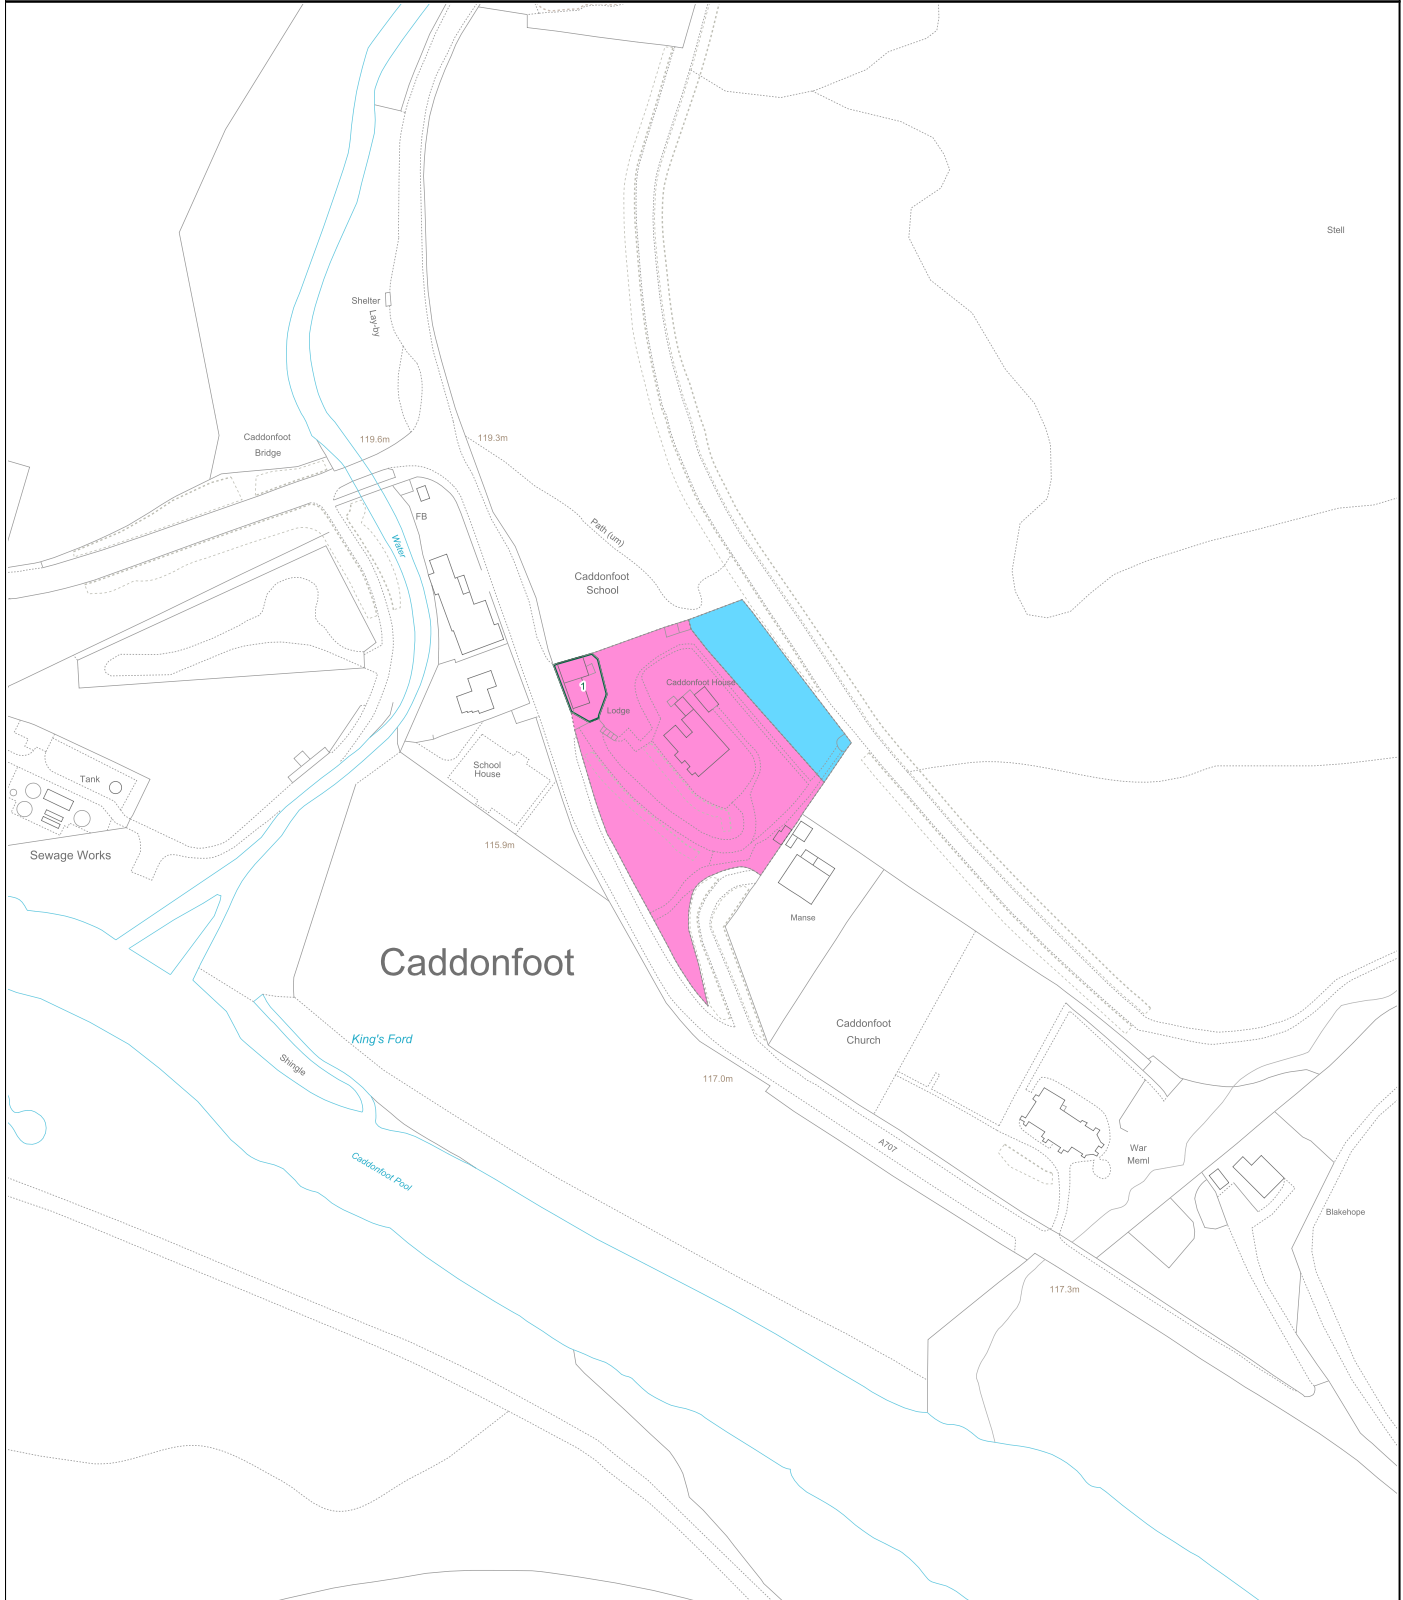 Stell
Shelter
Lay-by
Caddonfoot
Bridge
119.6m
119.3m
FB
Water
Path (um)
Caddonfoot
School
Caddonfoot House
1
Lodge
School
House
Tank
Sewage Works
115.9m
Manse
Caddonfoot
Caddonfoot
Church
King's Ford
Shingle
117.0m
A707
War
Meml
Caddonfoot Pool
Blakehope
117.3m